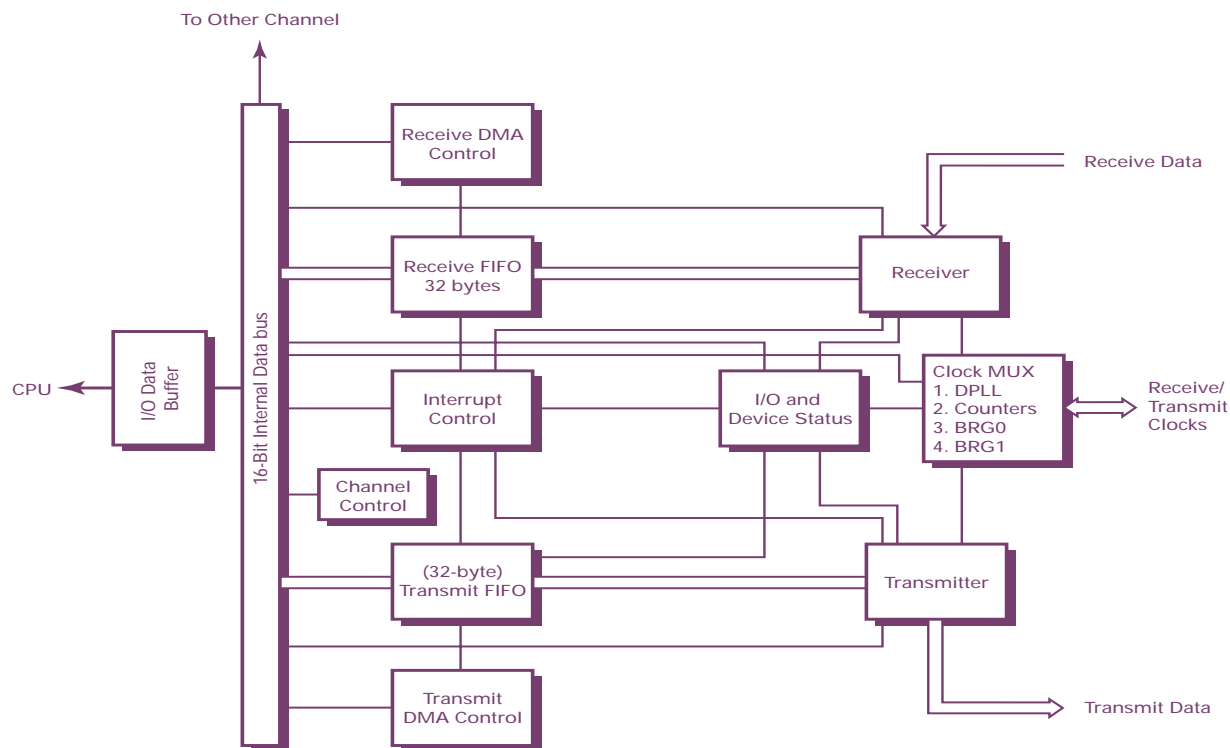 To Other Channel
Receive DMA
Control
Receive Data
Receive FIFO
32 bytes
Receiver
16-Bit Internal Data bus
I/O Data
Buffer
CPU
Interrupt
Control
I/O and
Device Status
Clock MUX
1. DPLL
2. Counters
3. BRG0
4. BRG1
Receive/
Transmit
Clocks
Channel
Control
(32-byte)
Transmit FIFO
Transmitter
Transmit
DMA Control
Transmit Data